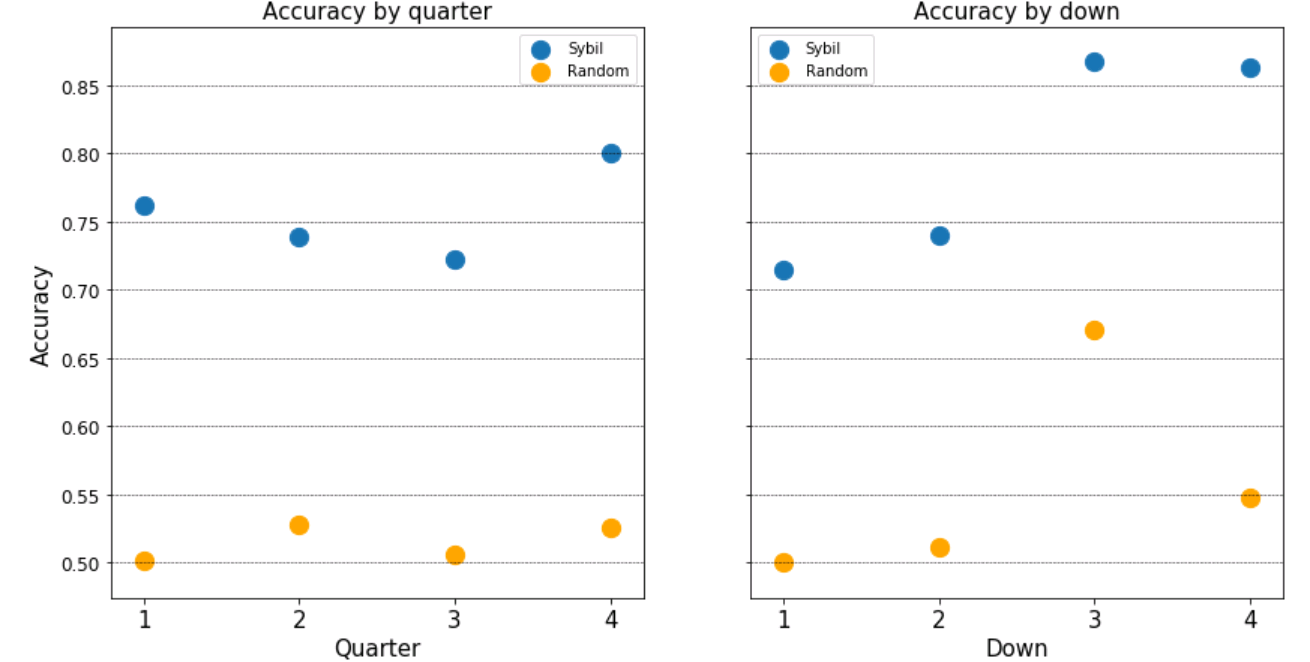 Accuracy by quarter
Sybil
Random
0.85
0.80
0.75
0.70
0.65
0.60
0.55
0.50
Accuracy
1 2 3 4
Quarter
Accuracy by down
Sybil
Random
1 2 3 4
Down